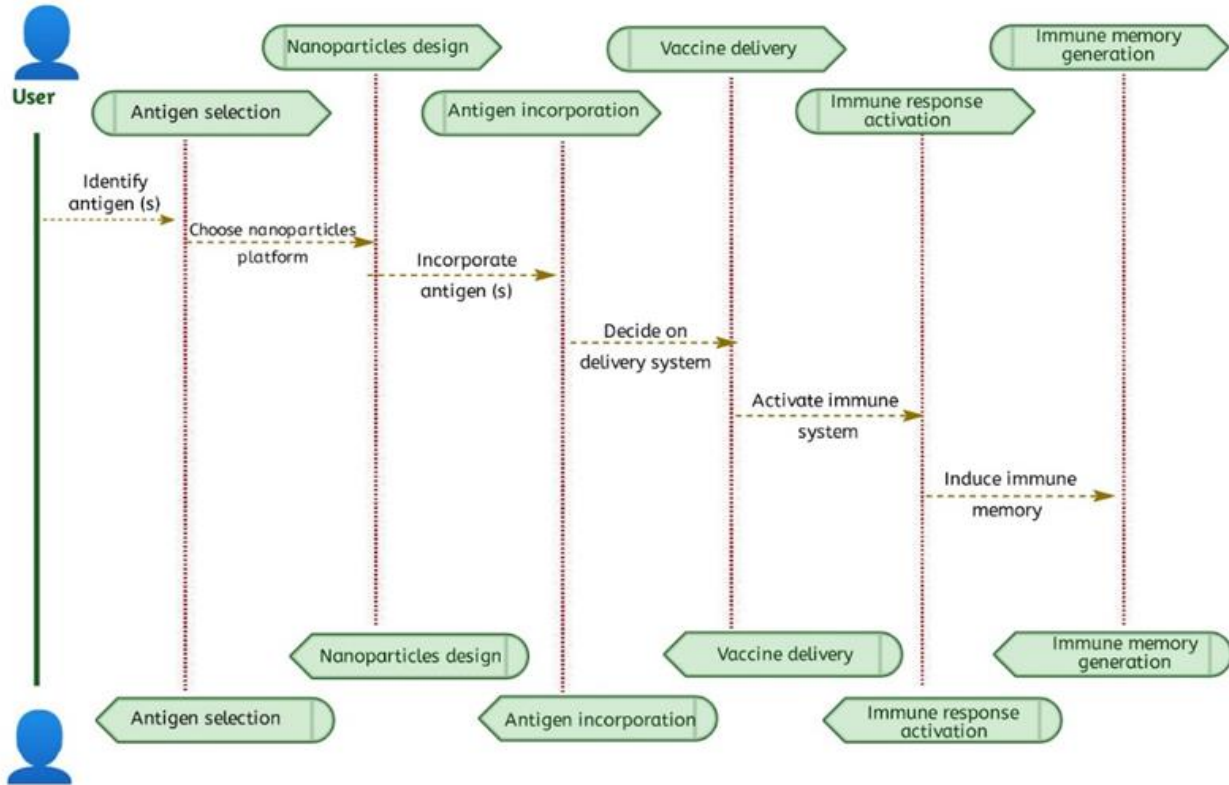 Nanoparticles design
Vaccine delivery
Immune memory
generation
User
Antigen selection
Antigen incorporation
Immune response
activation
Identify
antigen (s)
Choose nanoparticles
platform
Incorporate
antigen (s)
Decide on
delivery system
Activate immune
system
Induce immune
memory
Nanoparticles design
Vaccine delivery
Immune memory
generation
Antigen selection
Antigen incorporation
Immune response
activation